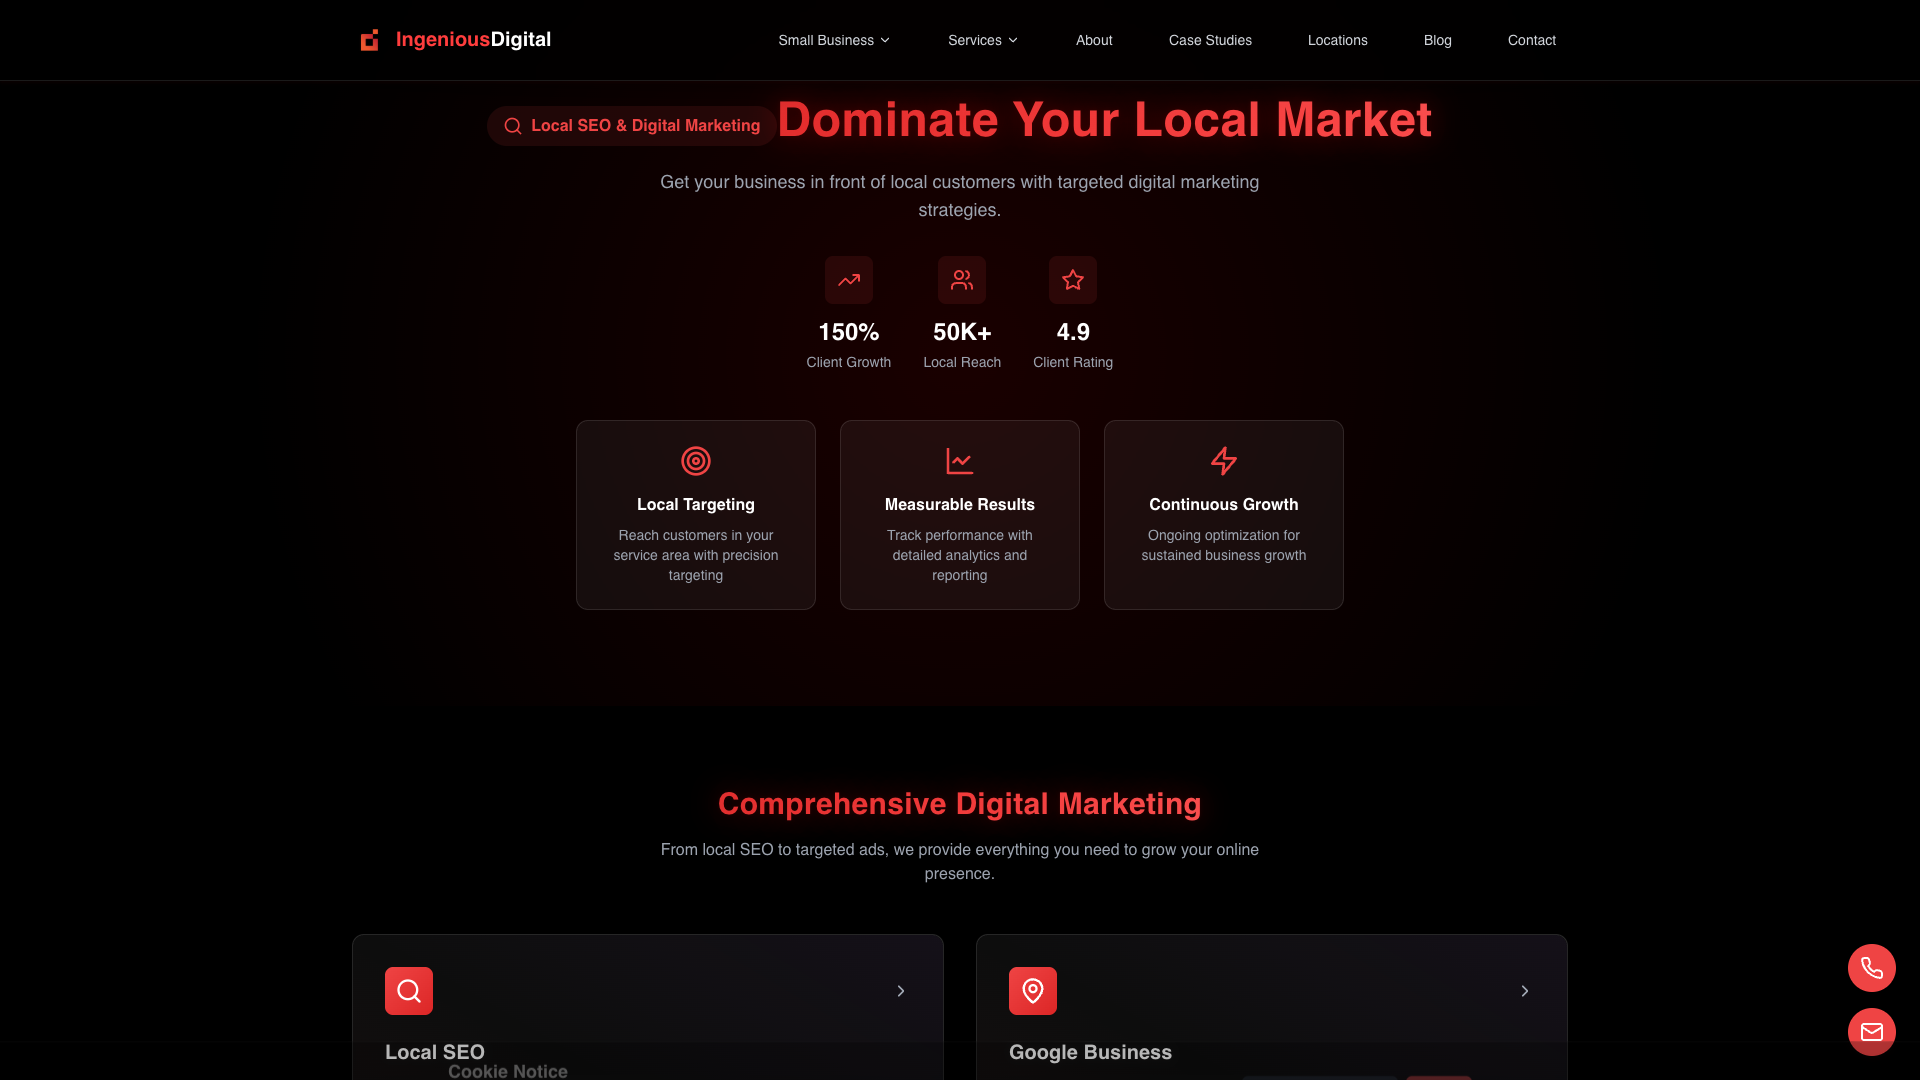 IngeniousDigital
Small Business
Services
About
Case Studies
Locations
Blog
Contact
Local SEO & Digital Marketing
Dominate Your Local Market
Get your business in front of local customers with targeted digital marketing
strategies.
150%
Client Growth
50K+
Local Reach
4.9
Client Rating
Local Targeting
Reach customers in your
service area with precision
targeting
Measurable Results
Track performance with
detailed analytics and
reporting
Continuous Growth
Ongoing optimization for
sustained business growth
Comprehensive Digital Marketing
From local SEO to targeted ads, we provide everything you need to grow your online
presence.
Local SEO
Google Business
Cookie Notice